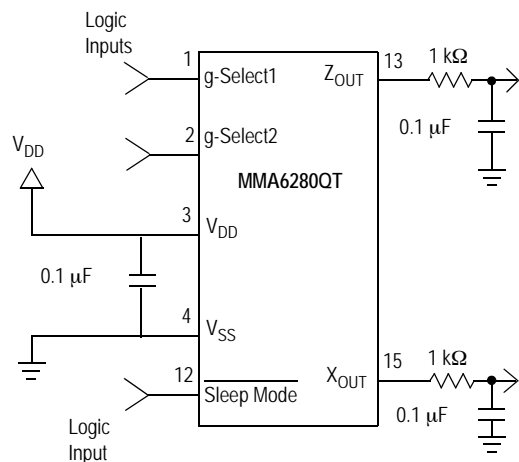 Logic
Inputs
1
g-Select1
2
g-Select2
V_DD
3
V_DD
0.1 μF
4
V_SS
12
Sleep Mode
Logic
Input
MMA6280QT
Z_OUT
13
1 kΩ
0.1 μF
X_OUT
15
1 kΩ
0.1 μF